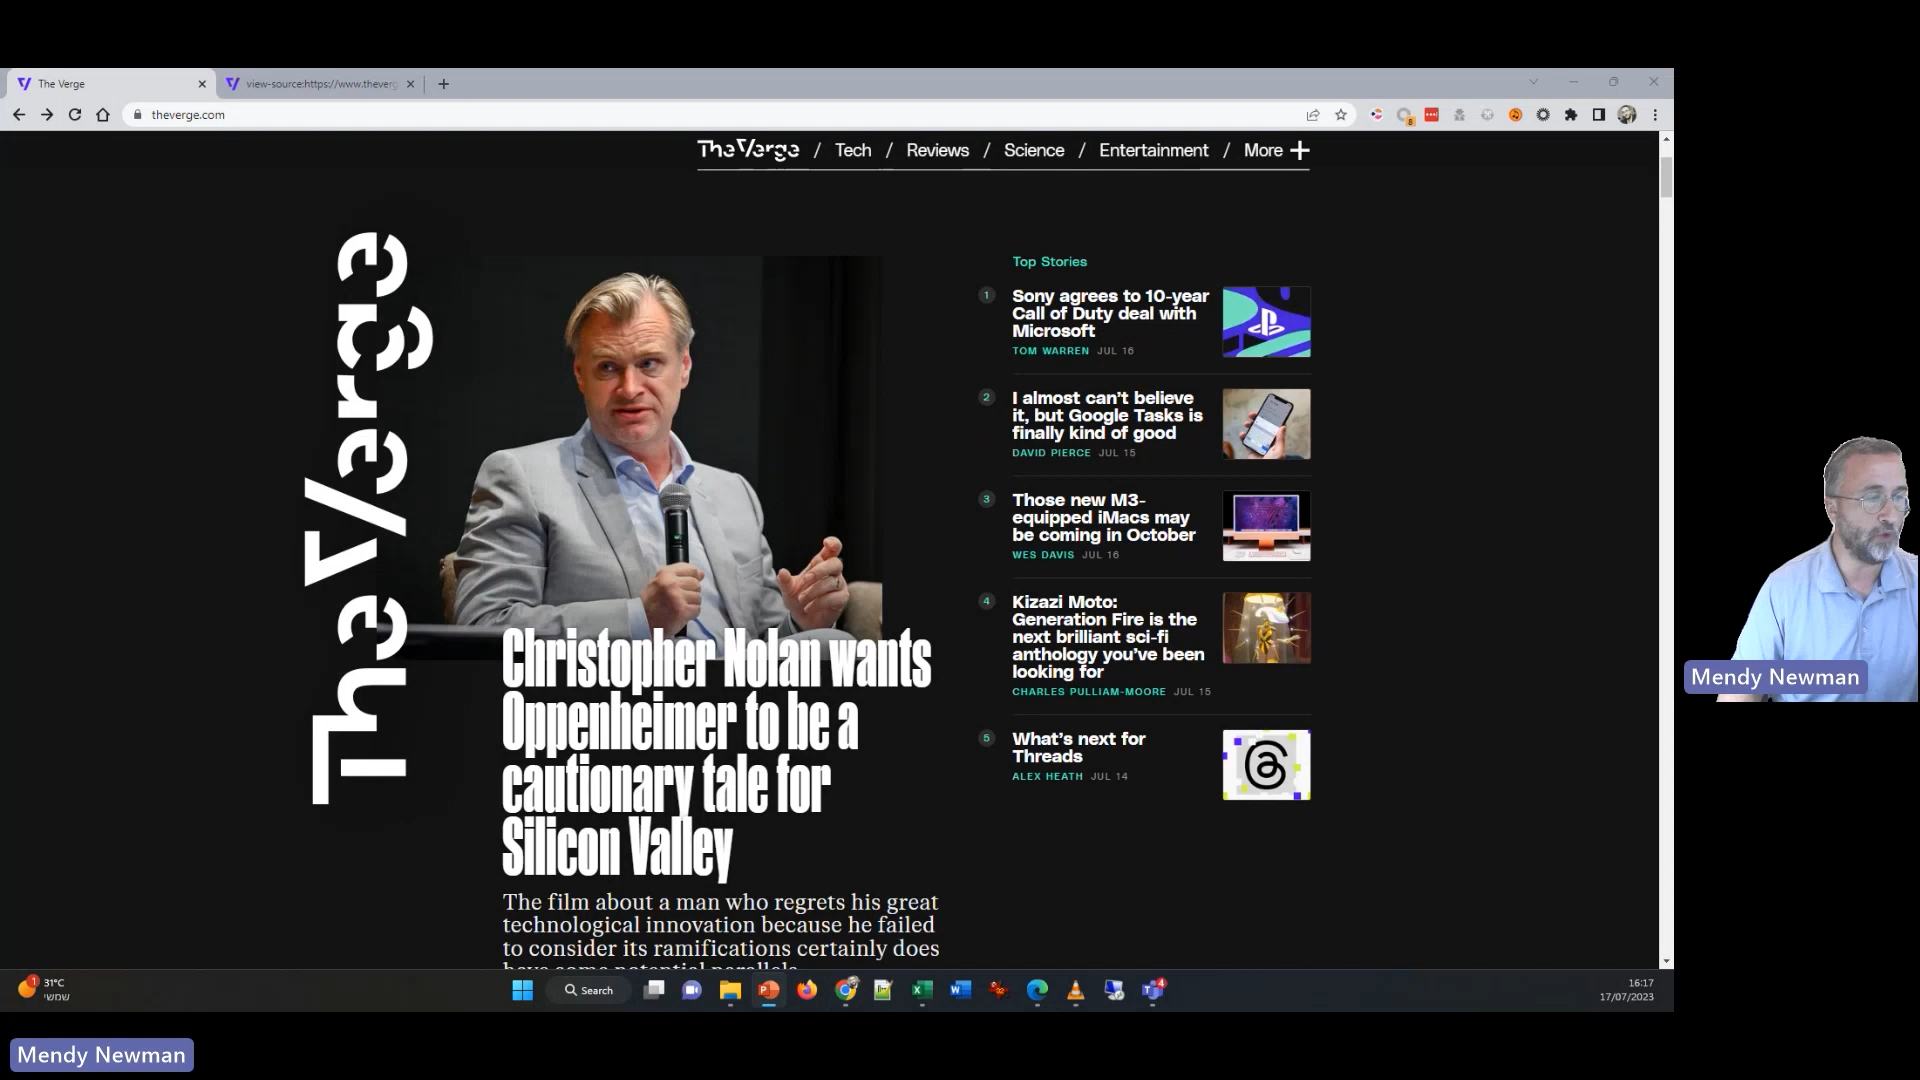 The Verge
view-source:https://www.theverg
theverge.com
The Verge / Tech / Reviews / Science / Entertainment / More
The Verge
Top Stories
1
Sony agrees to 10-year
Call of Duty deal with
Microsoft
TOM WARREN JUL 16
2
I almost can’t believe
it, but Google Tasks is
finally kind of good
DAVID PIERCE JUL 15
3
Those new M3-
equipped iMacs may
be coming in October
WES DAVIS JUL 16
4
Kizazi Moto:
Generation Fire is the
next brilliant sci-fi
anthology you’ve been
looking for
CHARLES PULLIAM-MOORE JUL 15
5
What’s next for
Threads
ALEX HEATH JUL 14
Christopher Nolan wants
Oppenheimer to be a
cautionary tale for
Silicon Valley
The film about a man who regrets his great
technological innovation because he failed
to consider its ramifications certainly does
have some potential parallels
Mendy Newman
1
31°C
שמשי
Search
4
16:17
17/07/2023
Mendy Newman